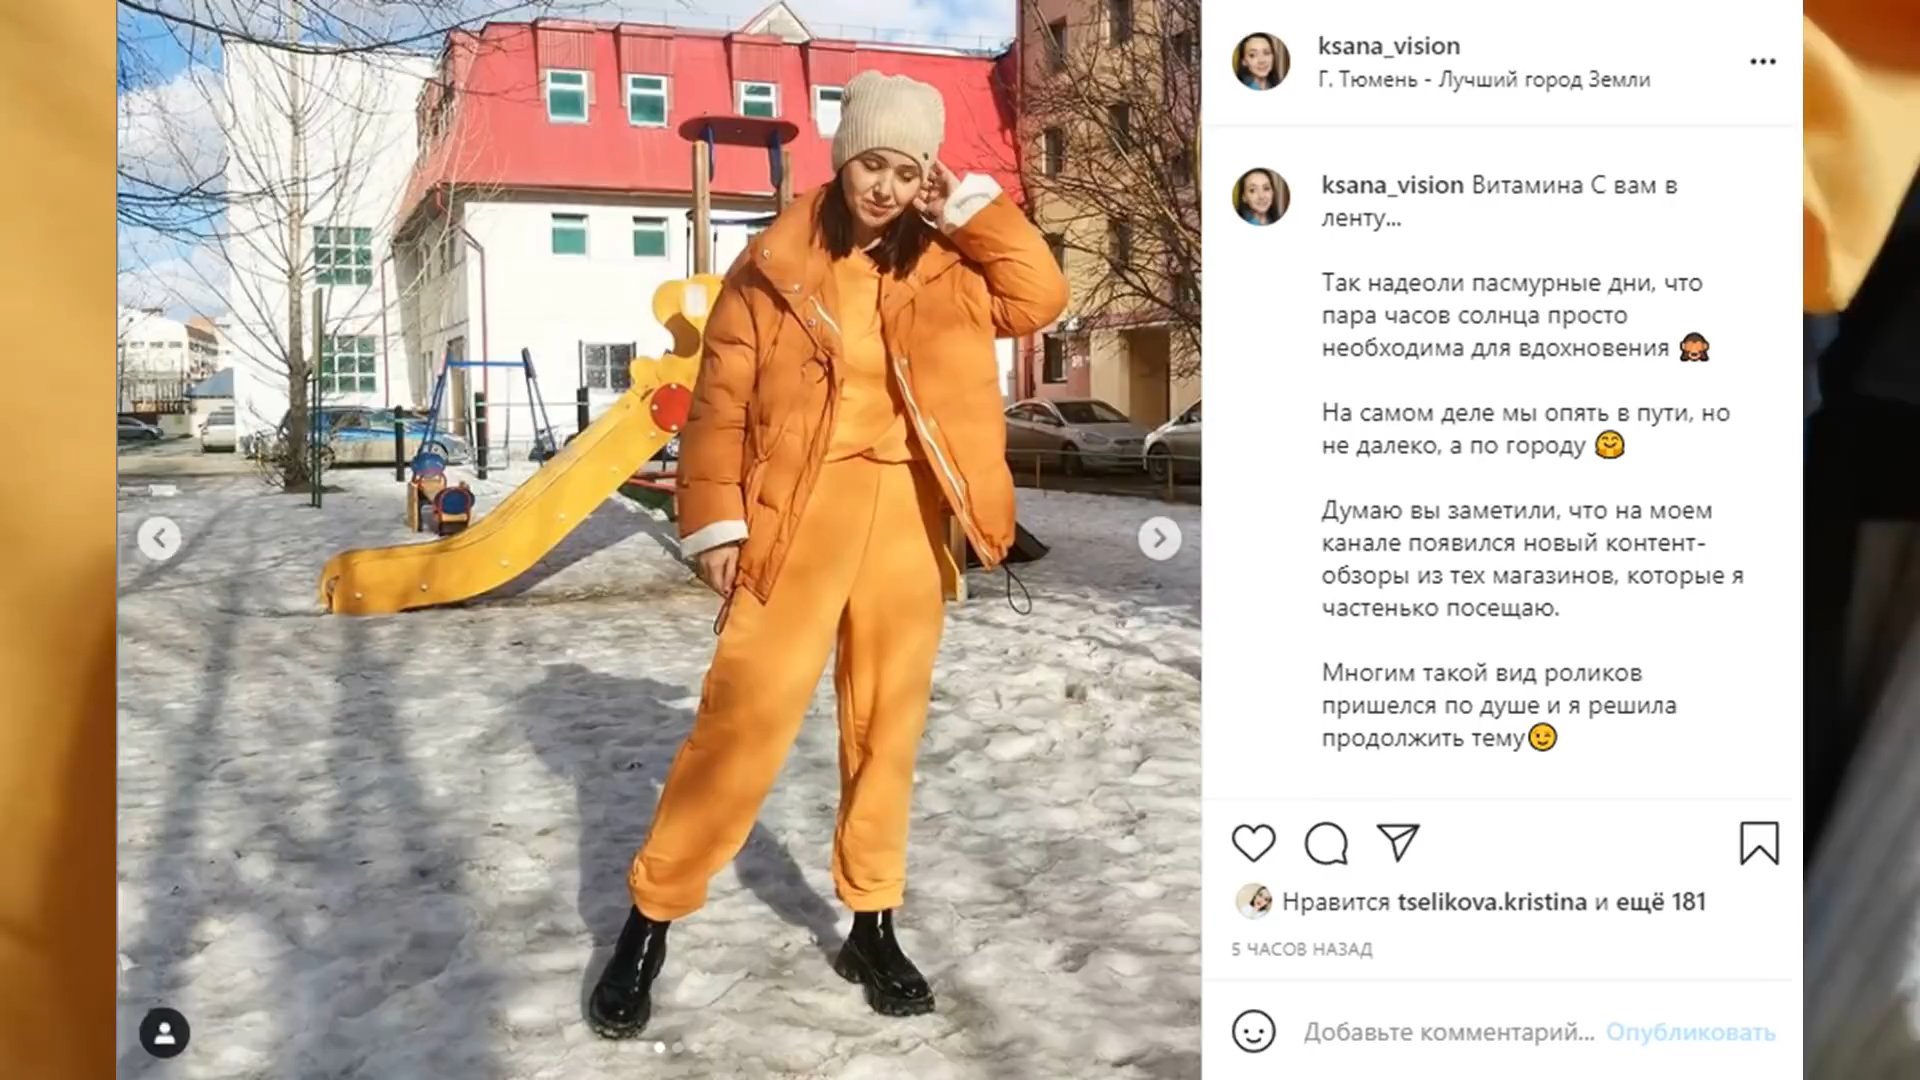 ksana_vision
Г. Тюмень - Лучший город Земли
ksana_vision Витамина С вам в
ленту...
Так надеоли пасмурные дни, что
пара часов солнца просто
необходима для вдохновения 🙈
На самом деле мы опять в пути, но
не далеко, а по городу 🤗
Думаю вы заметили, что на моем
канале появился новый контент-
обзоры из тех магазинов, которые я
частенько посещаю.
Многим такой вид роликов
пришелся по душе и я решила
продолжить тему😉
Нравится tselikova.kristina и ещё 181
5 ЧАСОВ НАЗАД
Добавьте комментарий... Опубликовать